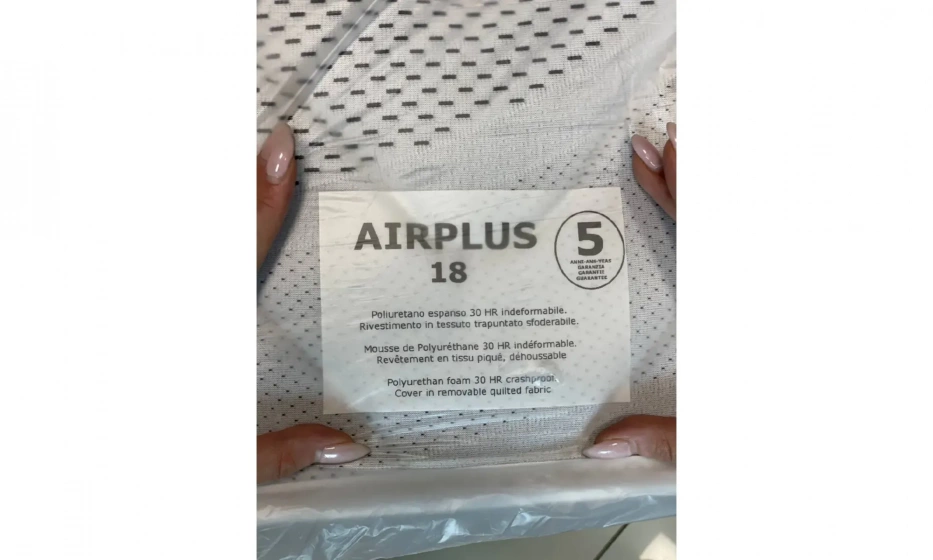 AIRPLUS
18
5
ANNI-ANS-YEAR
GARANZIA
GARANTIE
GUARANTEE
Poliuretano espanso 30 HR indeformabile.
Rivestimento in tessuto trapuntato sfoderabile.
Mousse de Polyuréthane 30 HR indéformable.
Revêtement en tissu piqué, déhoussable
Polyurethan foam 30 HR crashproof.
Cover in removable quilted fabric